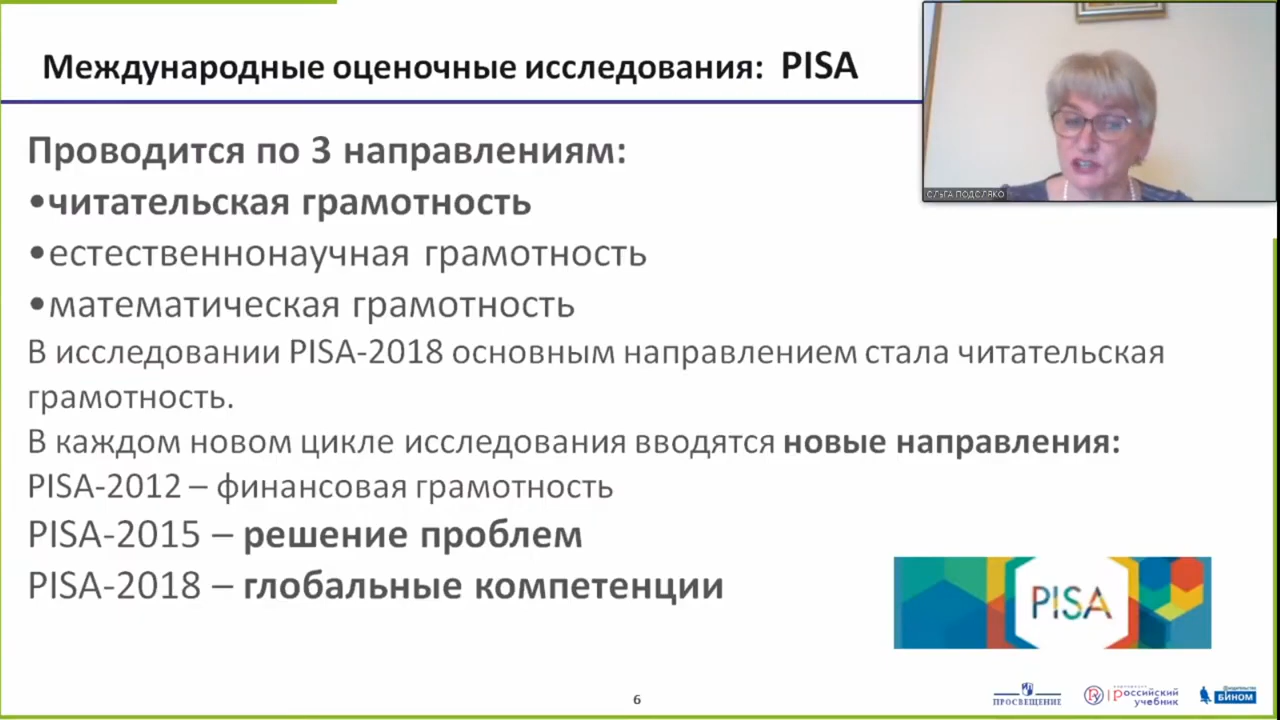 Международные оценочные исследования: PISA
Проводится по 3 направлениям:
•читательская грамотность
•естественнонаучная грамотность
•математическая грамотность
В исследовании PISA-2018 основным направлением стала читательская
грамотность.
В каждом новом цикле исследования вводятся новые направления:
PISA-2012 – финансовая грамотность
PISA-2015 – решение проблем
PISA-2018 – глобальные компетенции
PISA
6
ПРОСВЕЩЕНИЕ
российский
учебник
БИНОМ